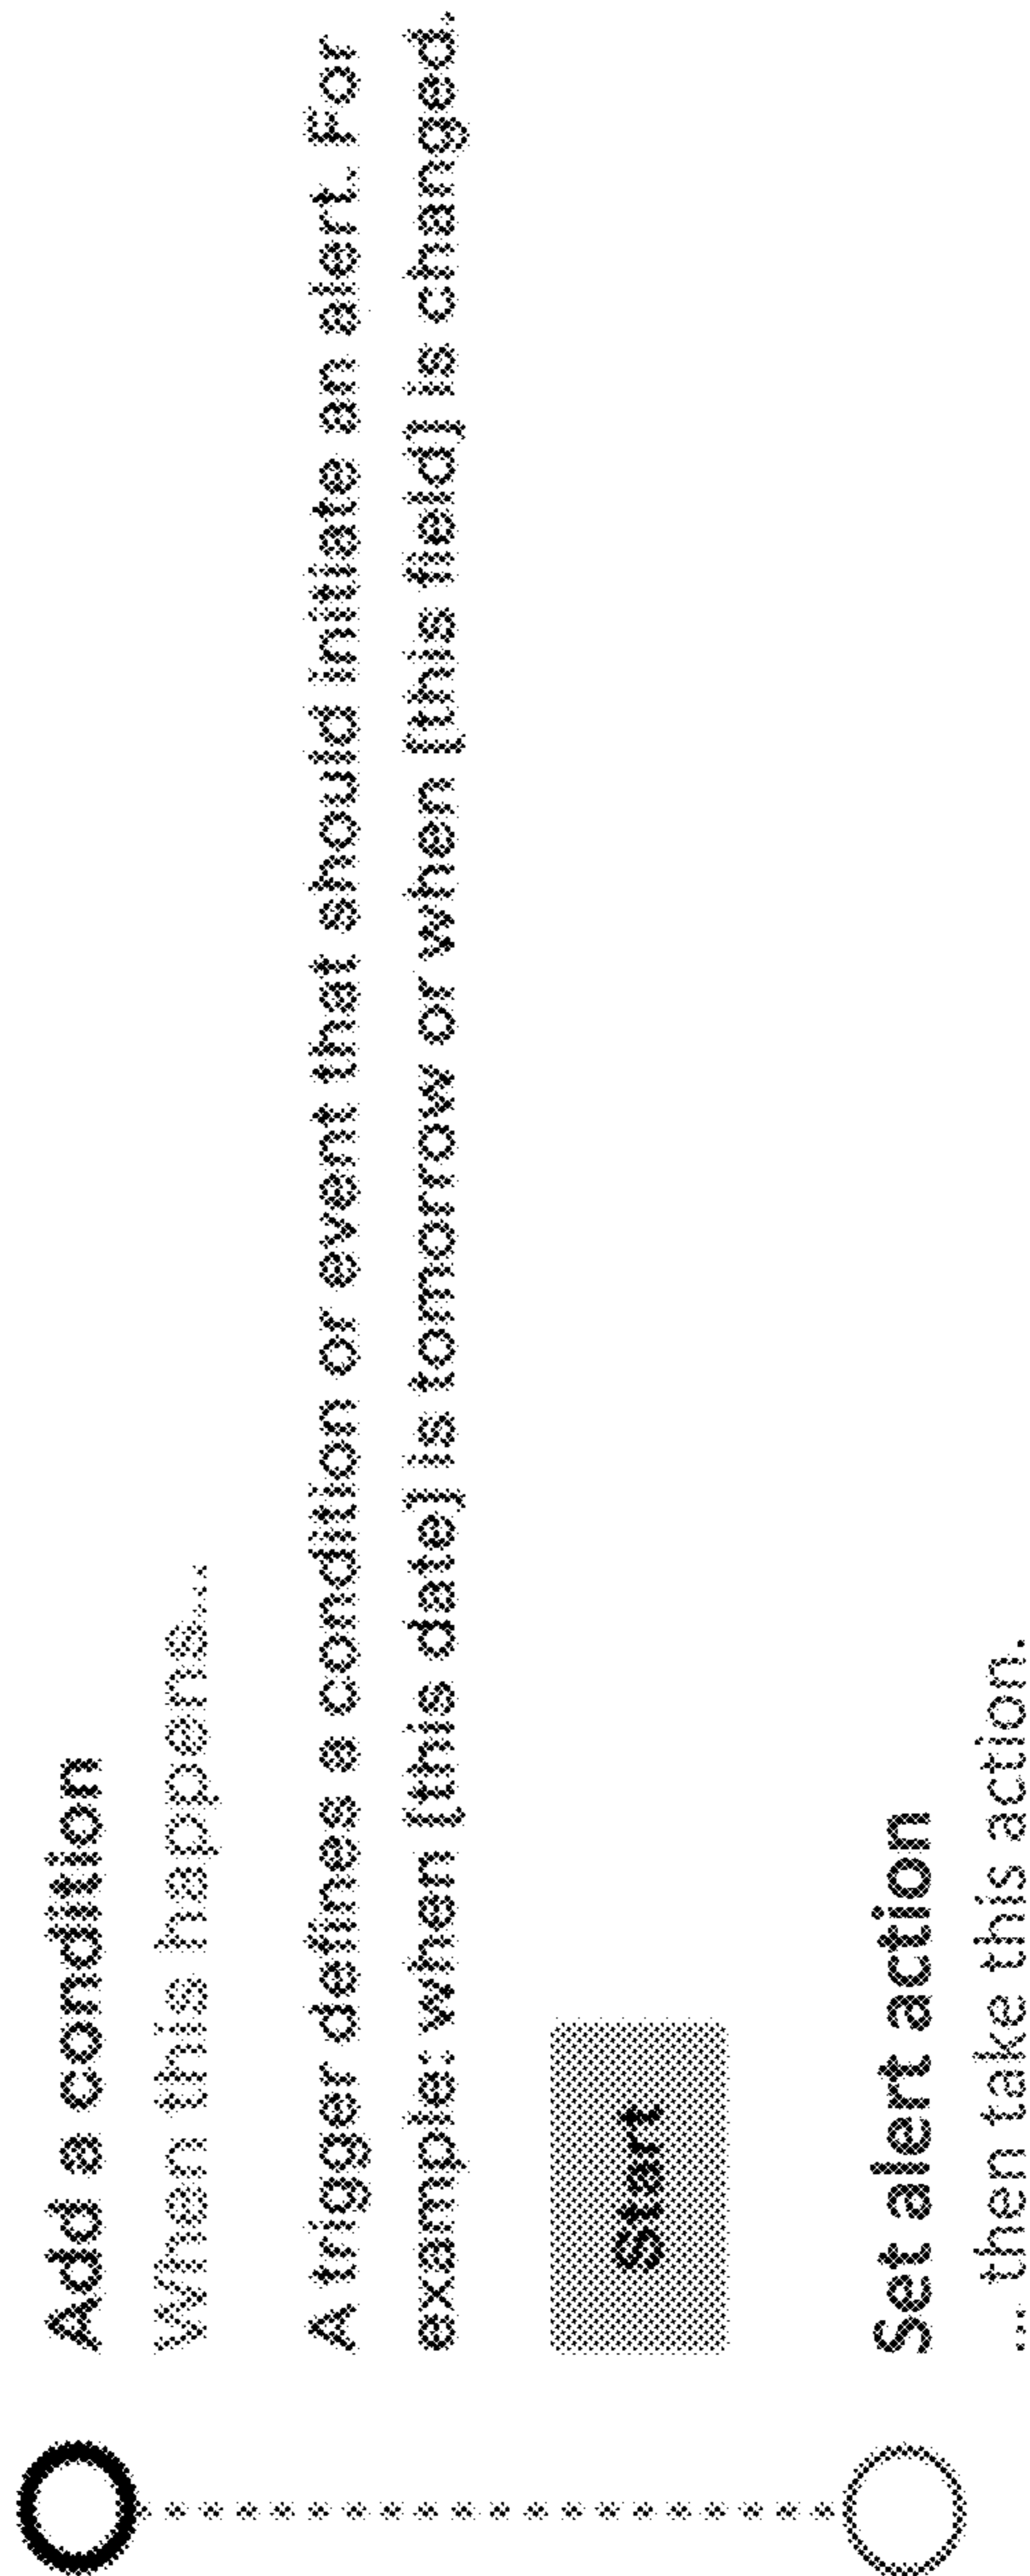 Add a condition
When this happens...
A trigger defines a condition or event that should initiate an alert. For
example: when [this date] is tomorrow or when [this field] is changed.
Start
Set alert action
... then take this action.